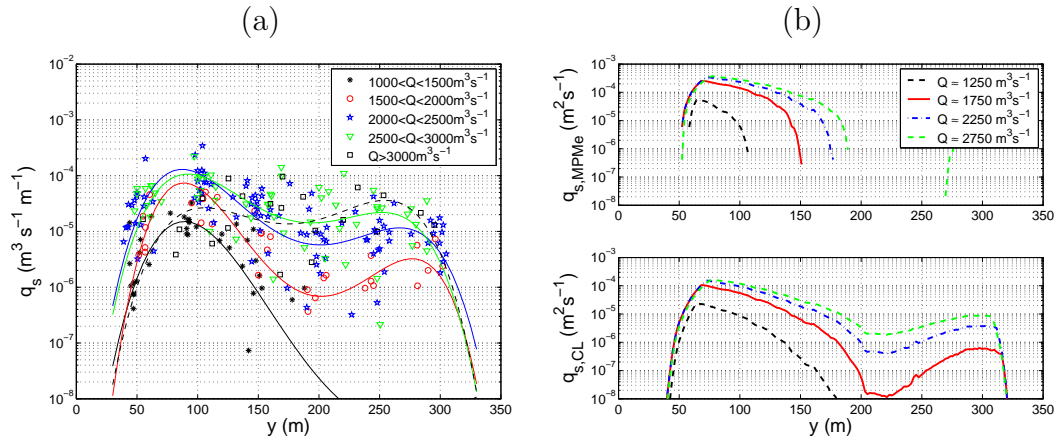 (a)
q_s (m^3 s^−1 m^−1)
10^−2
10^−3
10^−4
10^−5
10^−6
10^−7
10^−8
0 50 100 150 200 250 300 350
y (m)
1000<Q<1500m^3s^−1
1500<Q<2000m^3s^−1
2000<Q<2500m^3s^−1
2500<Q<3000m^3s^−1
Q>3000m^3s^−1
(b)
q_s,MPMe (m^2s^−1)
10^−2
10^−3
10^−4
10^−5
10^−6
10^−7
10^−8
0 50 100 150 200 250 300 350
Q ≃ 1250 m^3s^−1
Q ≃ 1750 m^3s^−1
Q ≃ 2250 m^3s^−1
Q ≃ 2750 m^3s^−1
q_s,CL (m^2s^−1)
10^−2
10^−3
10^−4
10^−5
10^−6
10^−7
10^−8
0 50 100 150 200 250 300 350
y (m)